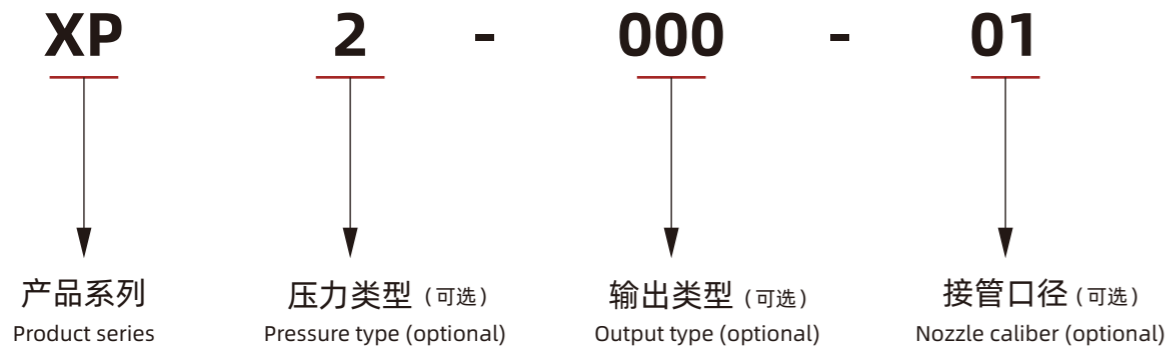 XP 2 - 000 - 01
产品系列 压力类型 (可选) 输出类型 (可选) 接管口径 (可选)
Product series Pressure type (optional) Output type (optional) Nozzle caliber (optional)